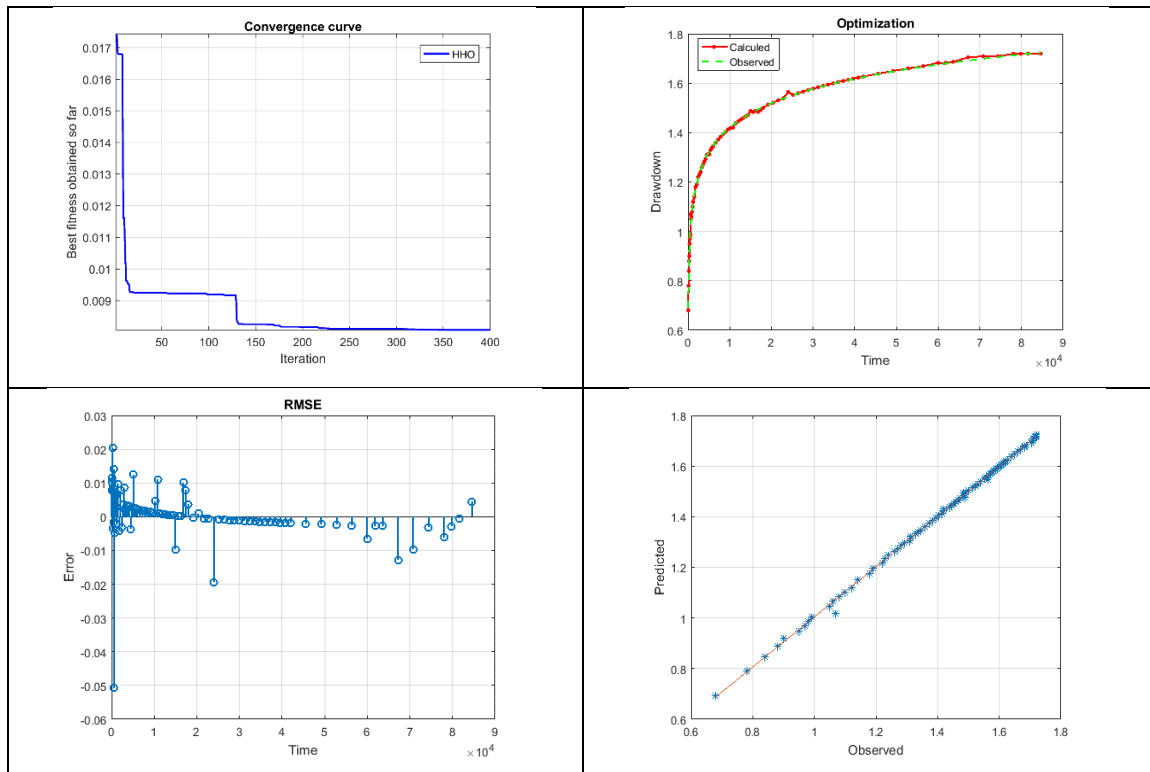 Convergence curve
HHO
0.017
0.016
0.015
0.014
0.013
0.012
0.011
0.01
0.009
Best fitness obtained so far
50 100 150 200 250 300 350 400
Iteration
Optimization
Calculed
Observed
1.8
1.6
1.4
1.2
1
0.8
0.6
Drawdown
0 1 2 3 4 5 6 7 8 9
Time
× 10^4
RMSE
0.03
0.02
0.01
0
-0.01
-0.02
-0.03
-0.04
-0.05
-0.06
Error
0 1 2 3 4 5 6 7 8 9
Time
× 10^4
1.8
1.6
1.4
1.2
1
0.8
0.6
Predicted
0.6 0.8 1 1.2 1.4 1.6 1.8
Observed